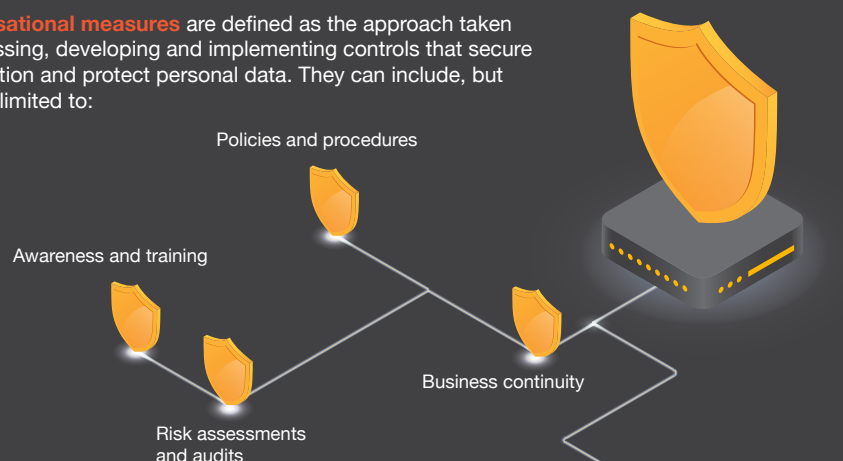 sational measures are defined as the approach taken
ssing, developing and implementing controls that secure
tion and protect personal data. They can include, but
limited to:
Policies and procedures
Awareness and training
Business continuity
Risk assessments
and audits